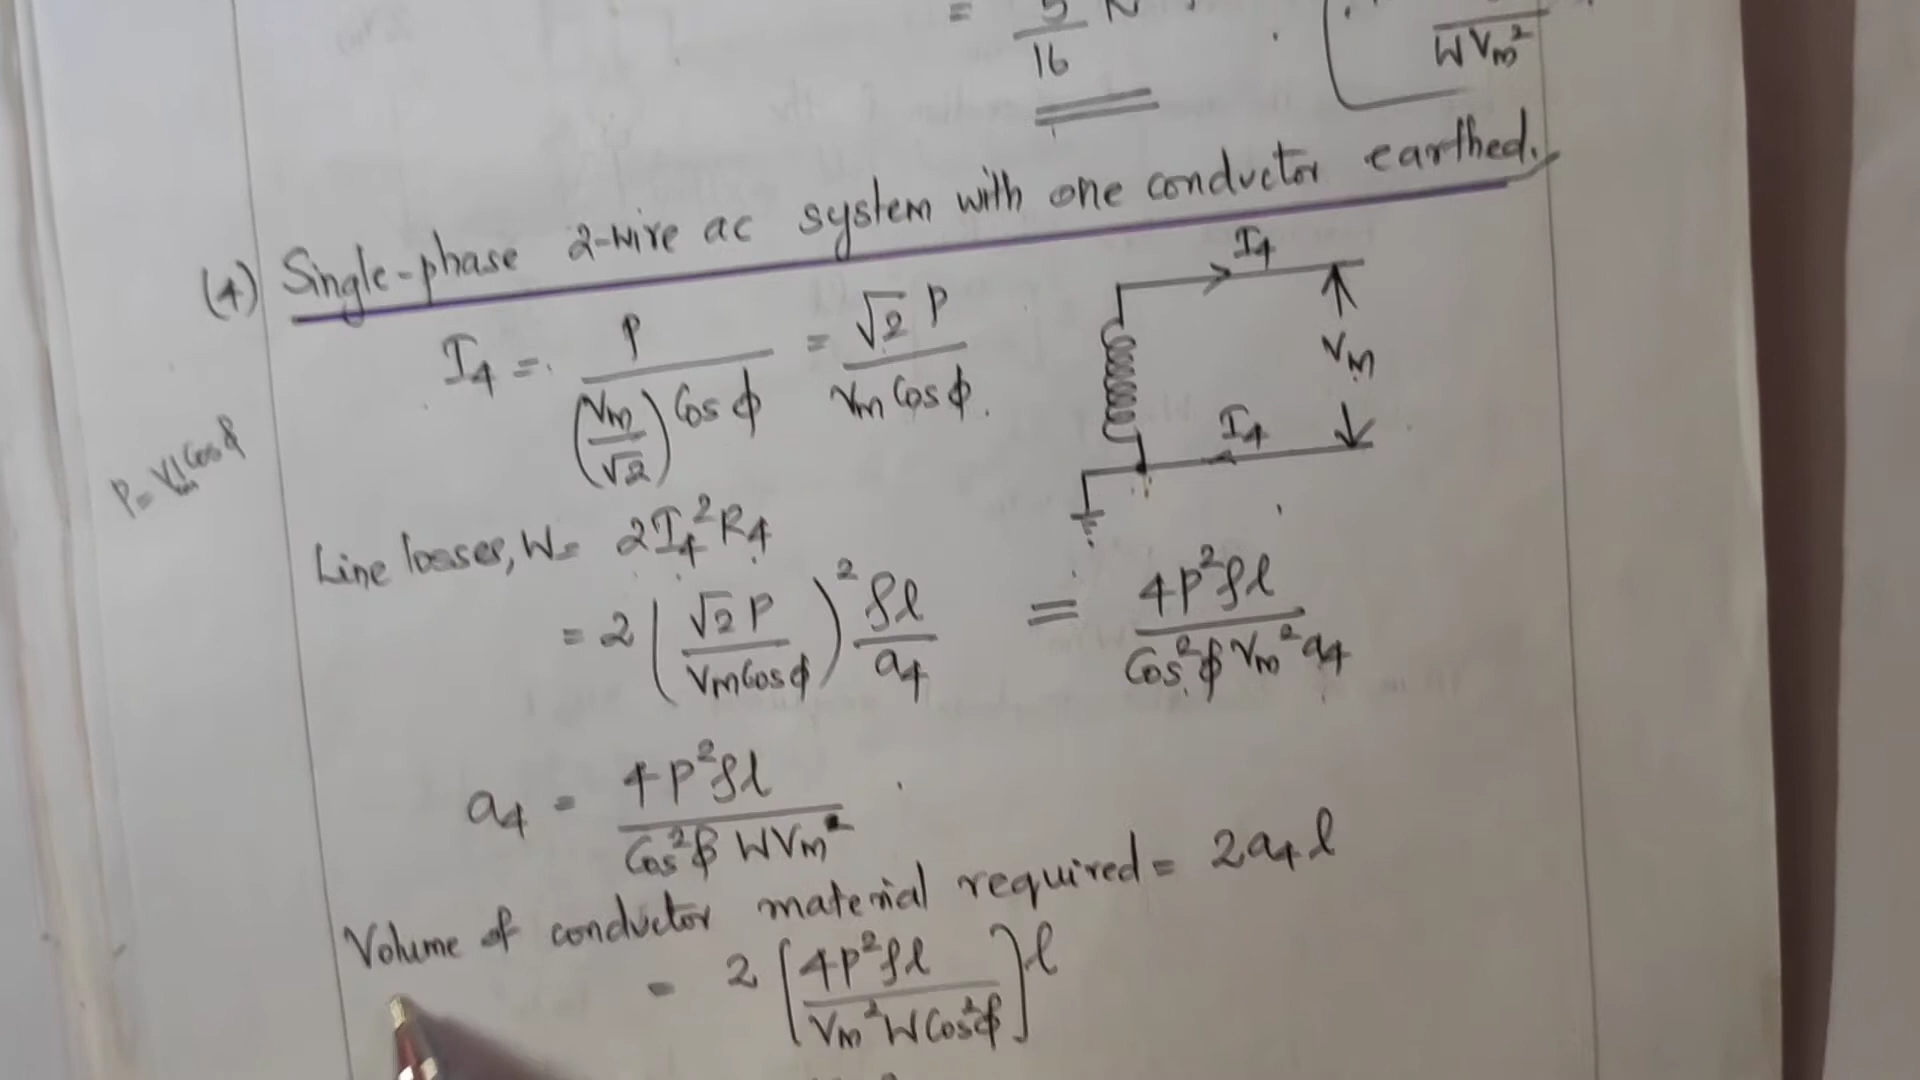 = 5/16 K
WVm²
(4) Single-phase 2-wire ac system with one conductor earthed.
I4 = P / (Vm/√2) Cos ϕ = √2 P / Vm Cos ϕ.
I4
Vm
I4
P = VI Cos ϕ
Line losses, W = 2I4²R4
= 2 (√2 P / Vm Cos ϕ)² ρl / a4 = 4P²ρl / Cos²ϕ Vm² a4
a4 = 4P²ρl / Cos²ϕ WVm²
Volume of conductor material required = 2a4l
= 2 [4P²ρl / Vm² W Cos²ϕ] l